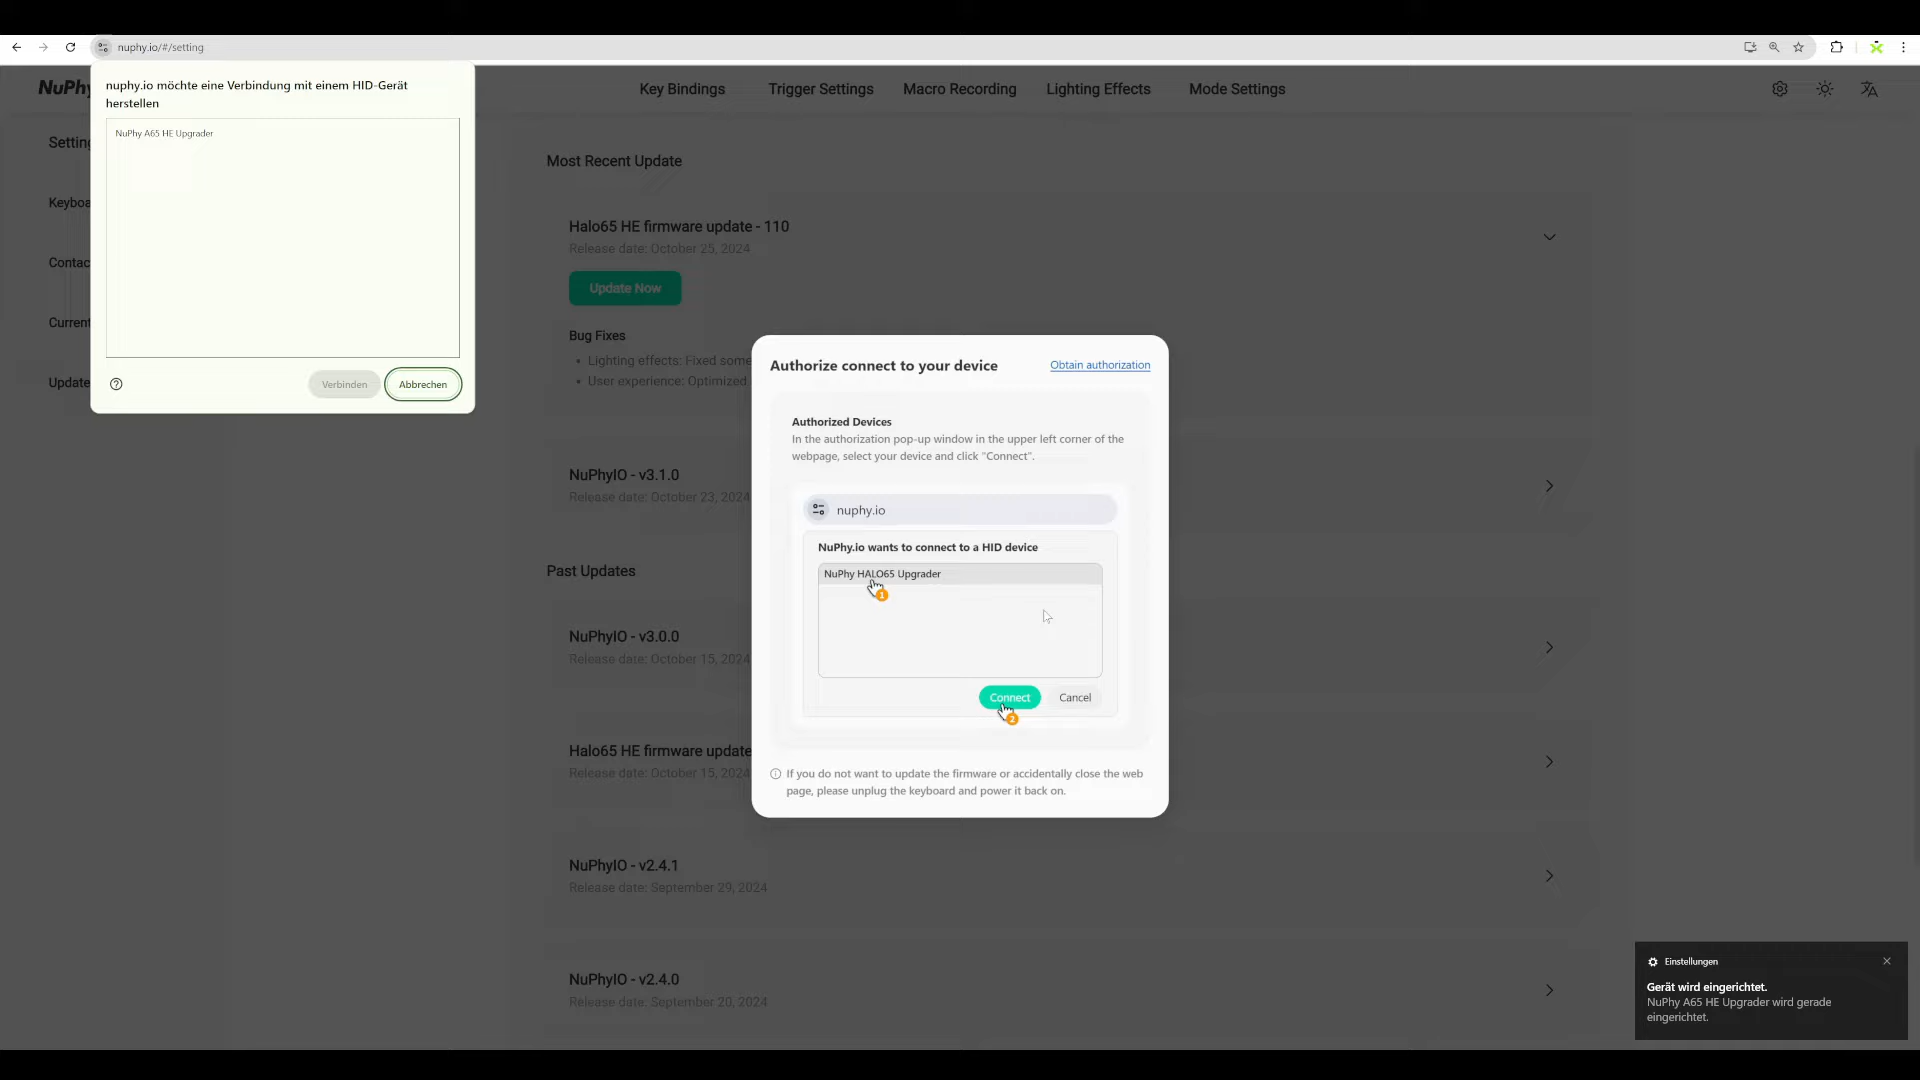 nuphy.io/#/setting
nuphy.io möchte eine Verbindung mit einem HID-Gerät
herstellen
NuPhy A65 HE Upgrader
Verbinden
Abbrechen
NuPhy
Key Bindings
Trigger Settings
Macro Recording
Lighting Effects
Mode Settings
Setting
Keyboa
Contac
Current
Update
Most Recent Update
Halo65 HE firmware update - 110
Release date: October 25, 2024
Update Now
Bug Fixes
• Lighting effects: Fixed some
• User experience: Optimized
NuPhyIO - v3.1.0
Release date: October 23, 2024
Past Updates
NuPhyIO - v3.0.0
Release date: October 15, 2024
Halo65 HE firmware update
Release date: October 15, 2024
NuPhyIO - v2.4.1
Release date: September 29, 2024
NuPhyIO - v2.4.0
Release date: September 20, 2024
Authorize connect to your device
Obtain authorization
Authorized Devices
In the authorization pop-up window in the upper left corner of the
webpage, select your device and click "Connect".
nuphy.io
NuPhy.io wants to connect to a HID device
NuPhy HALO65 Upgrader
1
Connect
Cancel
2
If you do not want to update the firmware or accidentally close the web
page, please unplug the keyboard and power it back on.
Einstellungen
Gerät wird eingerichtet.
NuPhy A65 HE Upgrader wird gerade
eingerichtet.